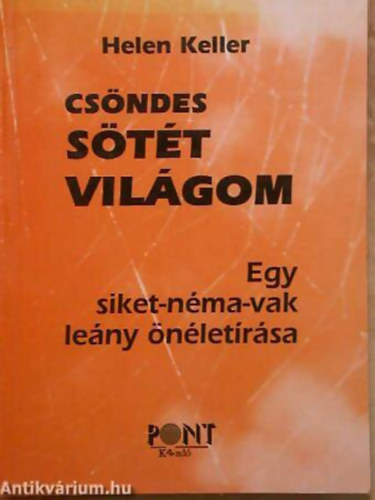 Helen Keller
CSÖNDES
SÖTÉT
VILÁGOM
Egy
siket-néma-vak
leány önéletírása
PONT
Kiadó
Antikvárium.hu